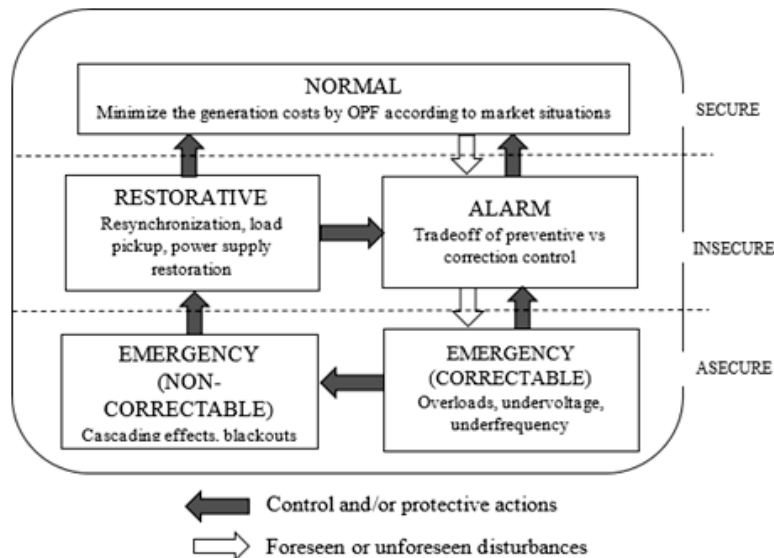 NORMAL
Minimize the generation costs by OPF according to market situations
SECURE
RESTORATIVE
Resynchronization, load
pickup, power supply
restoration
ALARM
Tradeoff of preventive vs
correction control
INSECURE
EMERGENCY
(NON-
CORRECTABLE)
Cascading effects, blackouts
EMERGENCY
(CORRECTABLE)
Overloads, undervoltage,
underfrequency
ASECURE
Control and/or protective actions
Foreseen or unforeseen disturbances